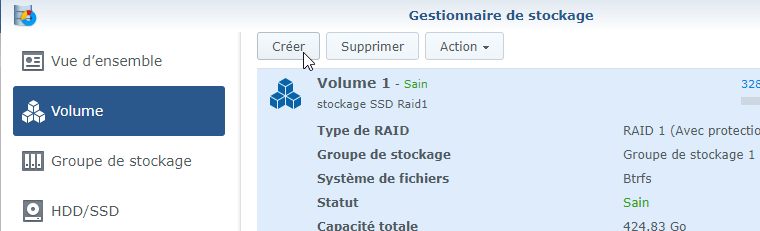 Gestionnaire de stockage
Créer Supprimer Action
Vue d’ensemble
Volume
Groupe de stockage
HDD/SSD
Volume 1 - Sain 328
stockage SSD Raid1
Type de RAID RAID 1 (Avec protectio
Groupe de stockage Groupe de stockage 1
Système de fichiers Btrfs
Statut Sain
Capacité totale 424.83 Go